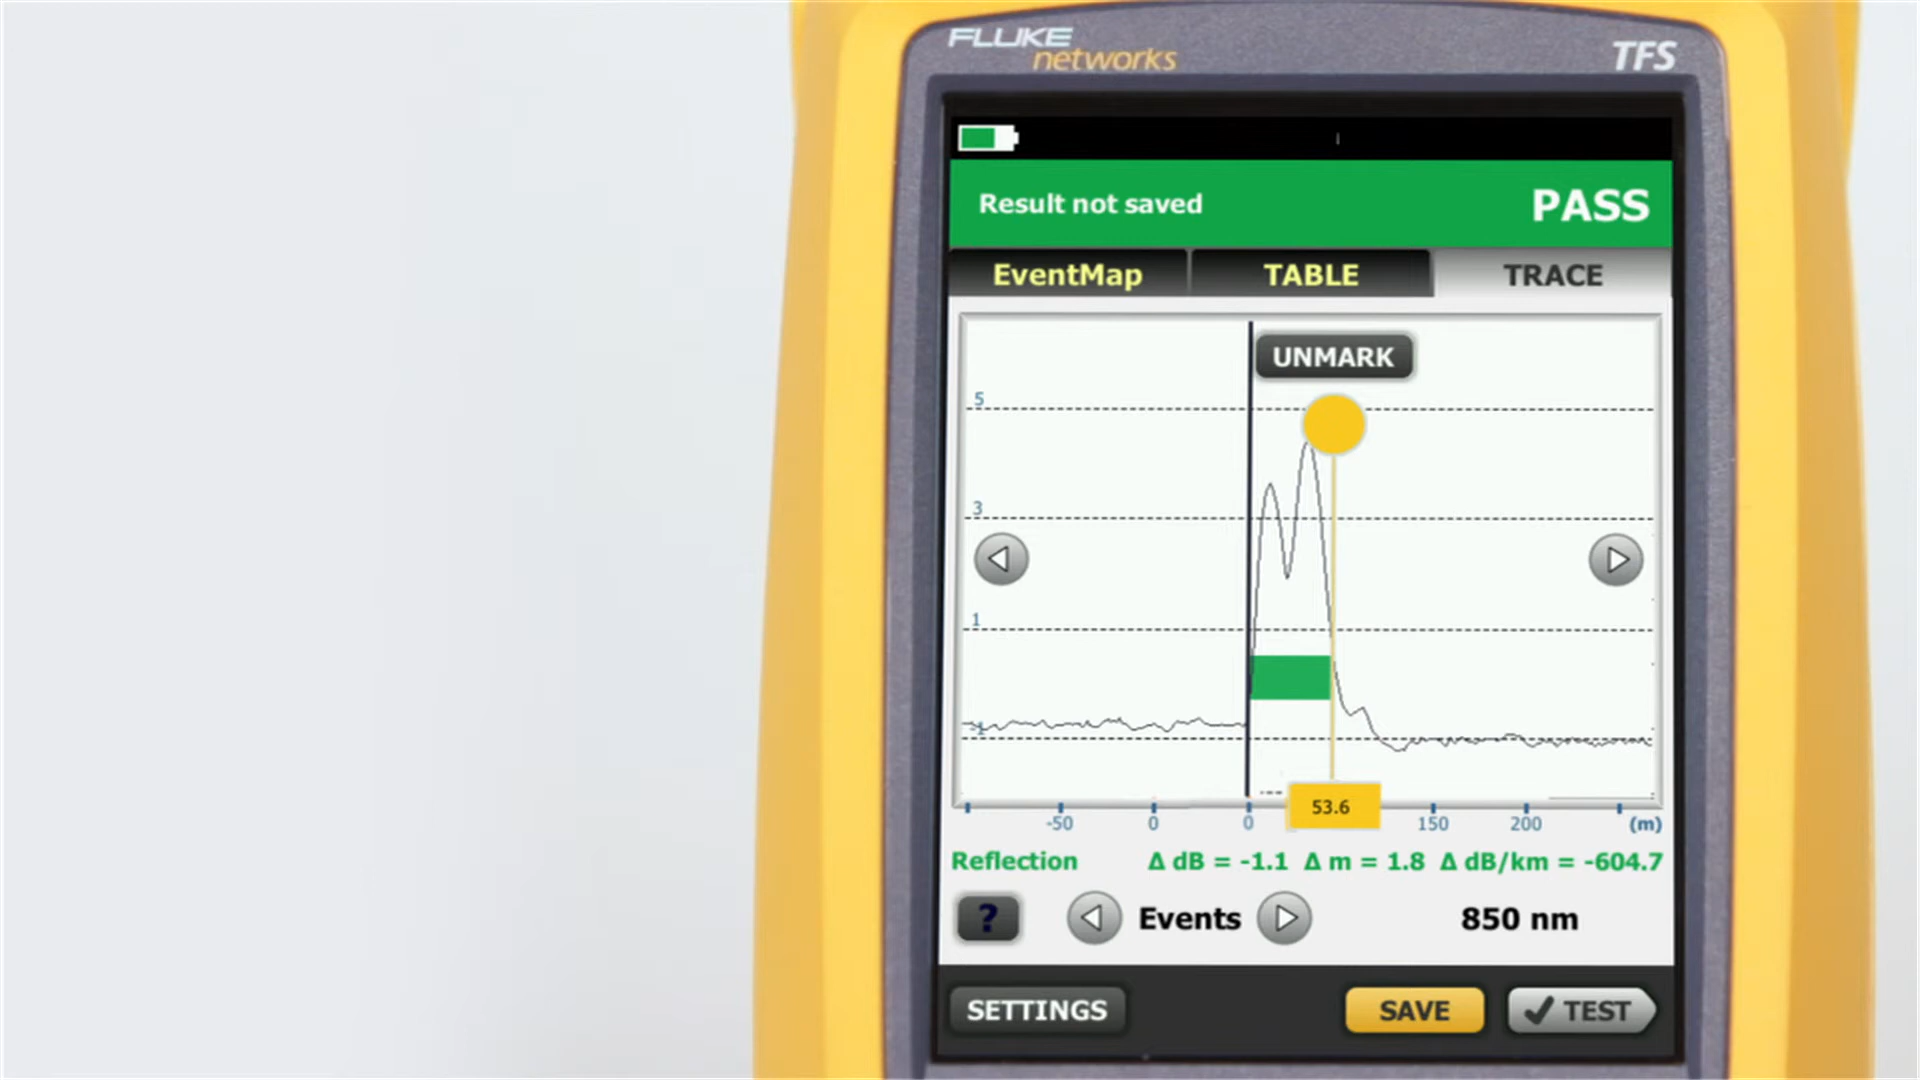 FLUKE
networks
TFS
Result not saved
PASS
EventMap
TABLE
TRACE
UNMARK
5
3
1
-1
53.6
-50
0
0
150
200
(m)
Reflection
Δ dB = -1.1 Δ m = 1.8 Δ dB/km = -604.7
?
Events
850 nm
SETTINGS
SAVE
TEST